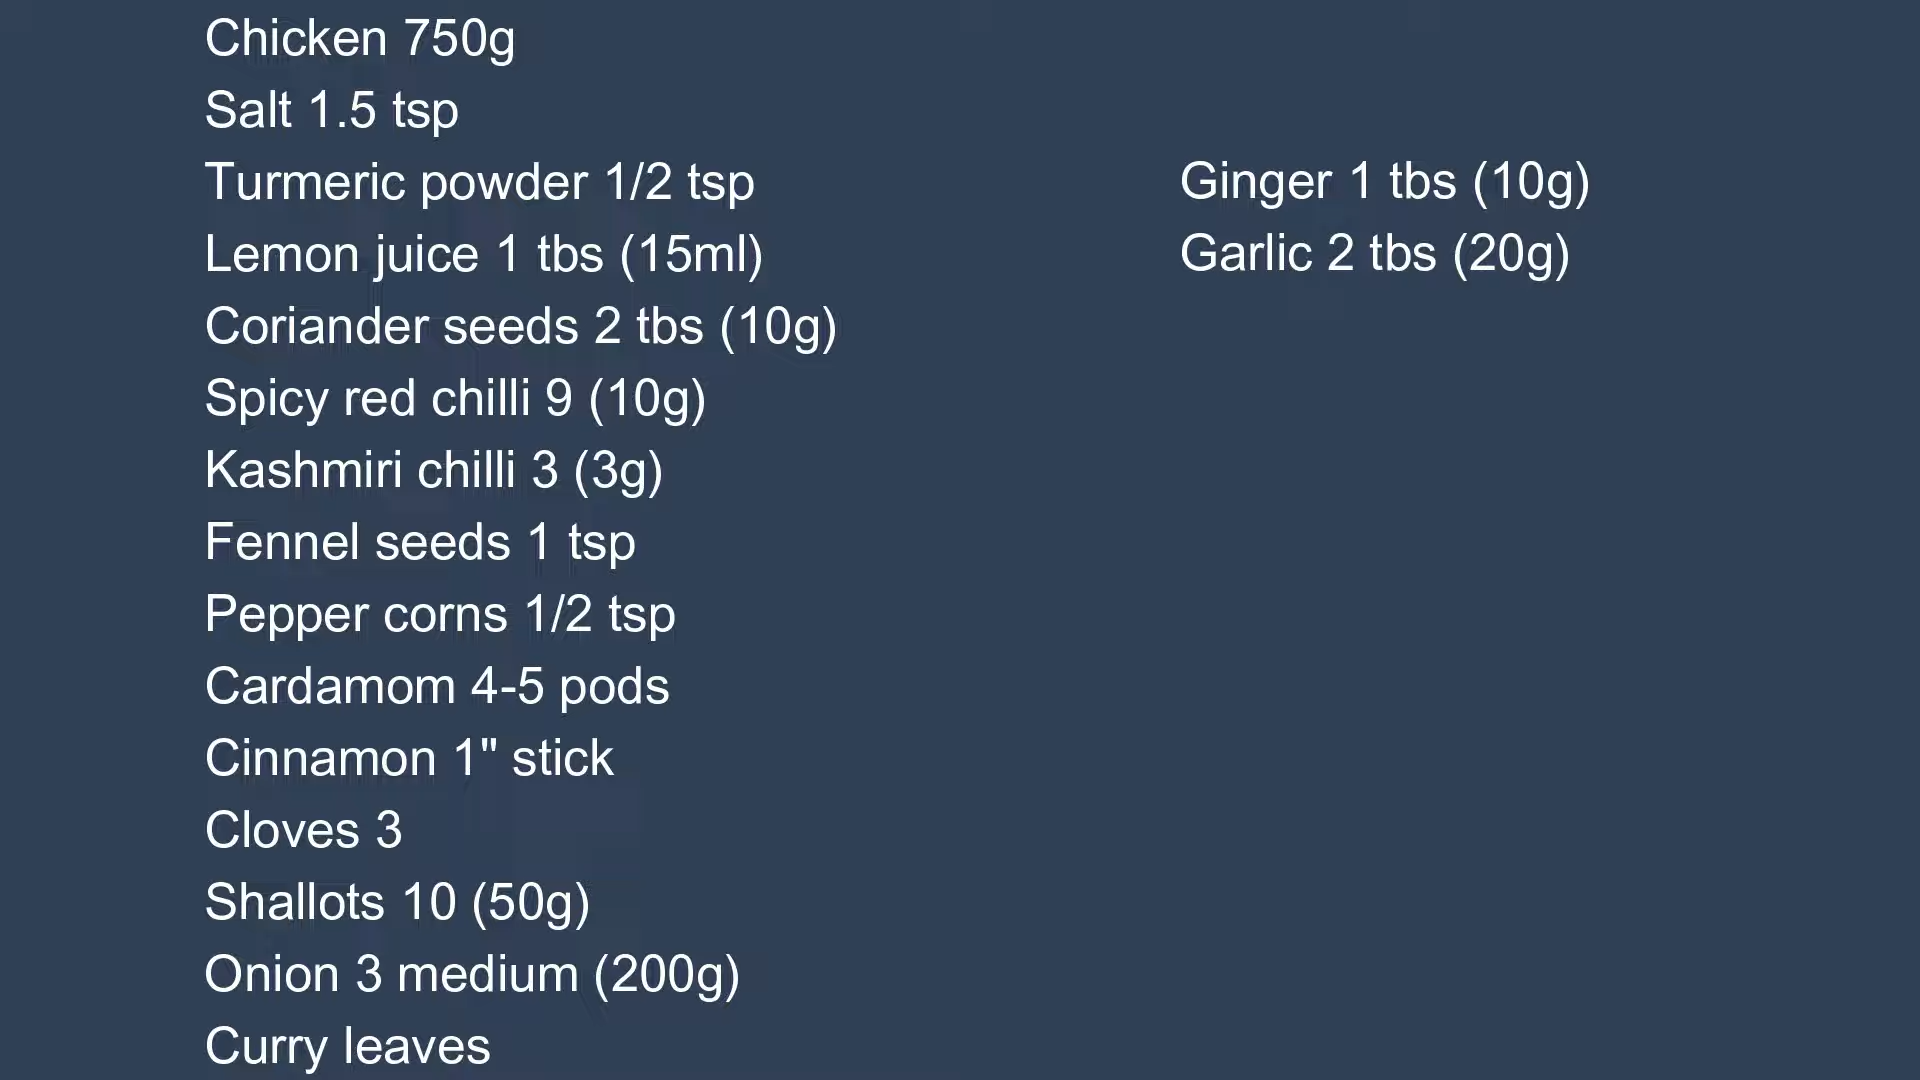 Chicken 750g
Salt 1.5 tsp
Turmeric powder 1/2 tsp
Lemon juice 1 tbs (15ml)
Coriander seeds 2 tbs (10g)
Spicy red chilli 9 (10g)
Kashmiri chilli 3 (3g)
Fennel seeds 1 tsp
Pepper corns 1/2 tsp
Cardamom 4-5 pods
Cinnamon 1" stick
Cloves 3
Shallots 10 (50g)
Onion 3 medium (200g)
Curry leaves
Ginger 1 tbs (10g)
Garlic 2 tbs (20g)